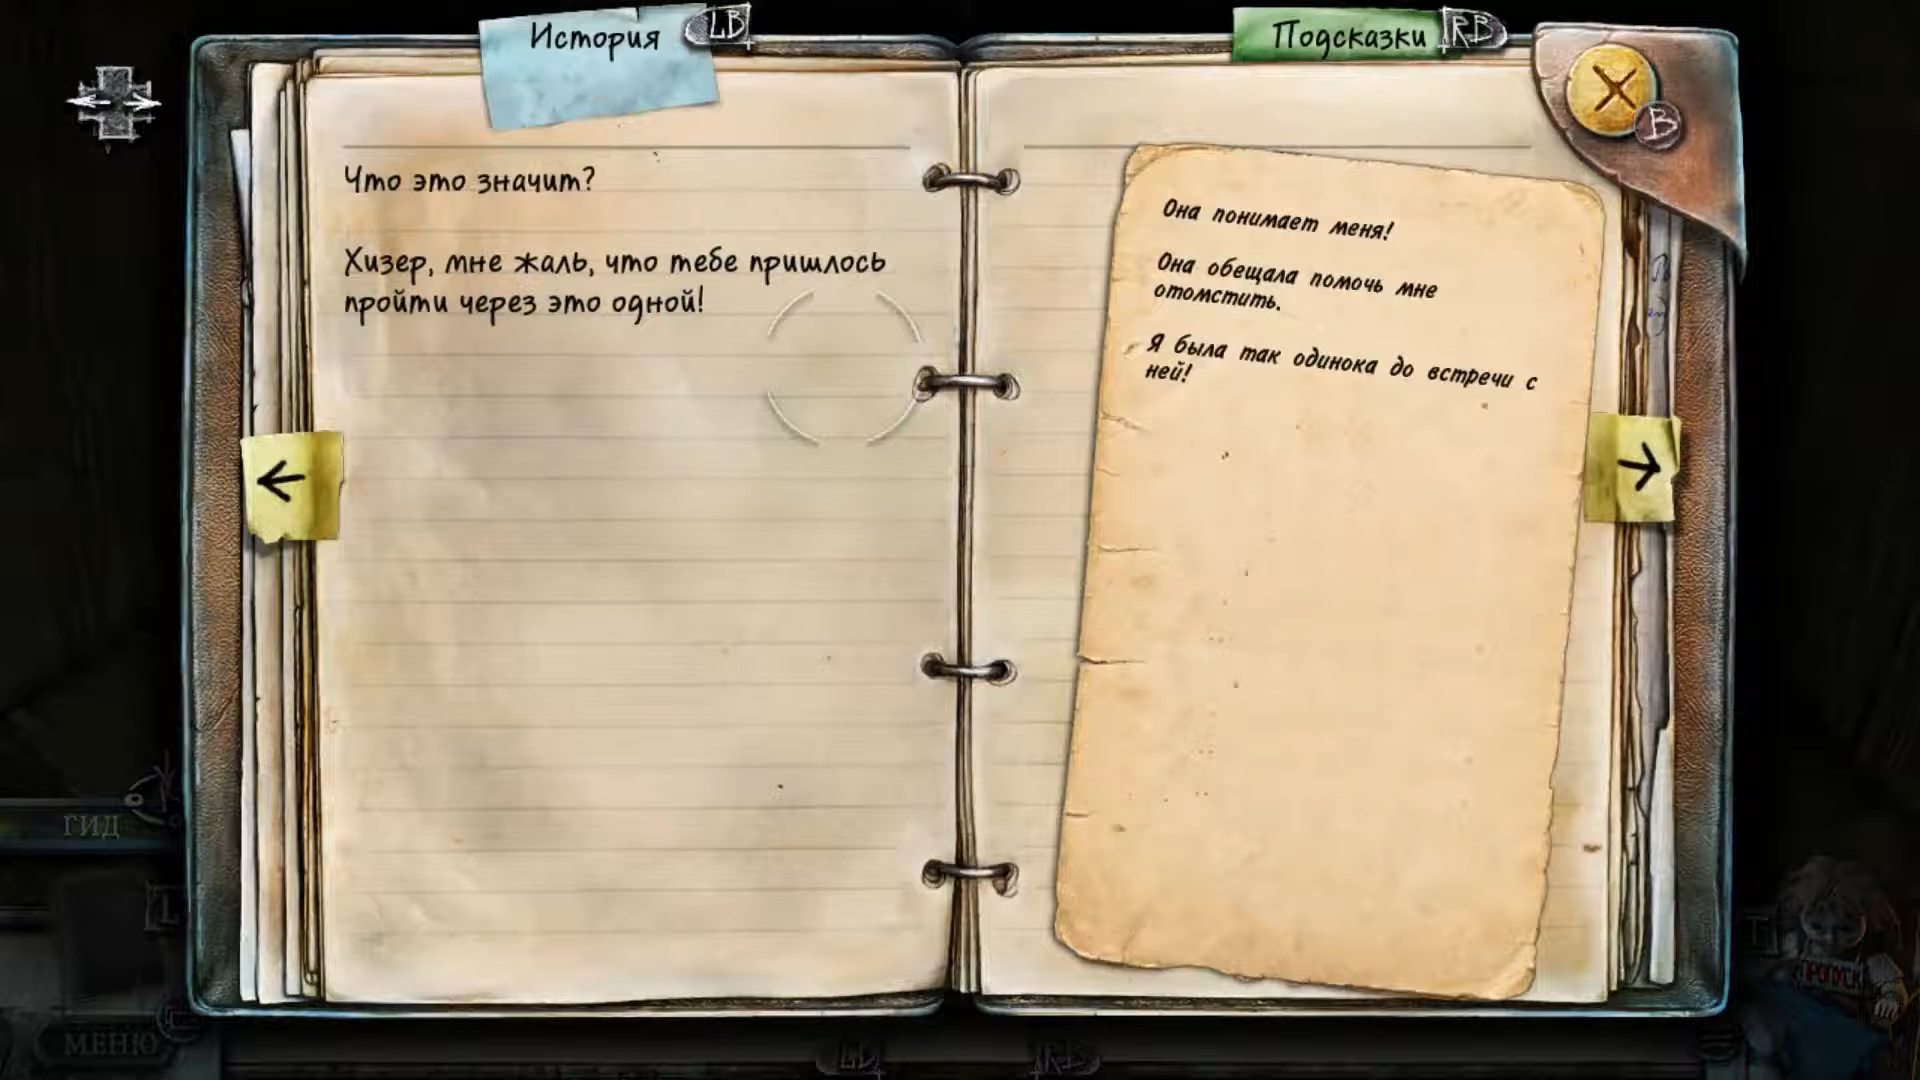 История LB
Подсказки RB
B
Что это значит?
Хизер, мне жаль, что тебе пришлось
пройти через это одной!
Она понимает меня!
Она обещала помочь мне
отомстить.
Я была так одинока до встречи с
ней!
ГИД
МЕНЮ
RB